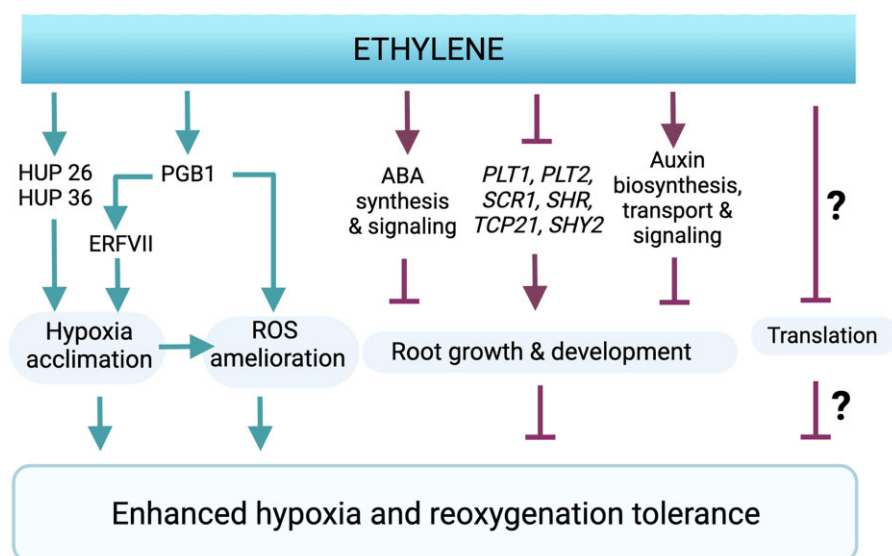 ETHYLENE
HUP 26
HUP 36
PGB1
ERFVII
ABA
synthesis
& signaling
PLT1, PLT2,
SCR1, SHR,
TCP21, SHY2
Auxin
biosynthesis,
transport &
signaling
?
Hypoxia
acclimation
ROS
amelioration
Root growth & development
Translation
?
Enhanced hypoxia and reoxygenation tolerance